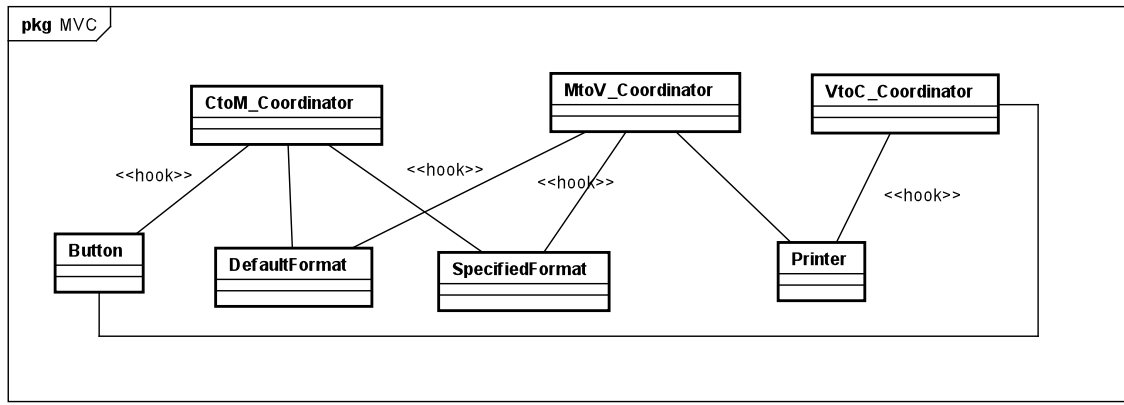 pkg MVC
CtoM_Coordinator
MtoV_Coordinator
VtoC_Coordinator
<<hook>>
<<hook>>
<<hook>>
<<hook>>
Button
DefaultFormat
SpecifiedFormat
Printer